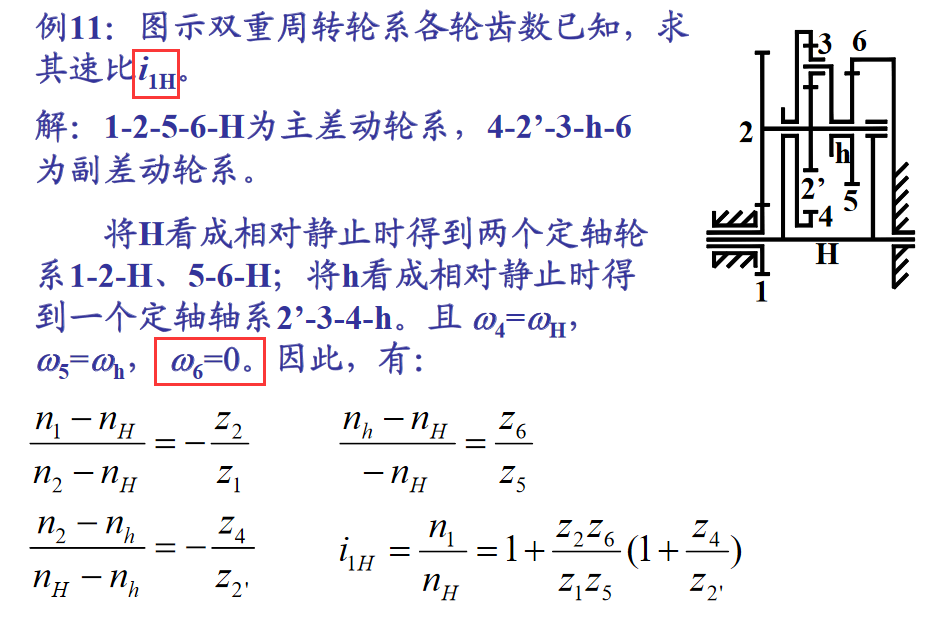 例11：图示双重周转轮系各轮齿数已知，求
其速比i1H。
解：1-2-5-6-H为主差动轮系，4-2’-3-h-6
为副差动轮系。
将H看成相对静止时得到两个定轴轮
系1-2-H、5-6-H；将h看成相对静止时得
到一个定轴轴系2’-3-4-h。且 ω4=ωH，
ω5=ωh， ω6=0。因此，有：
(n1 − nH)/(n2 − nH) = − z2/z1
(nh − nH)/(− nH) = z6/z5
(n2 − nh)/(nH − nh) = − z4/z2'
i1H = n1/nH = 1 + z2z6/z1z5 (1 + z4/z2')
3 6
2
h
2’ 5
4
H
1